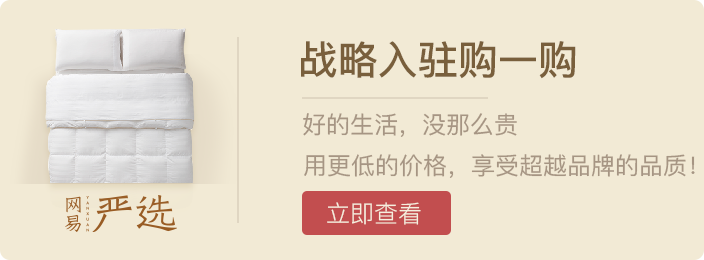 战略入驻购一购
好的生活，没那么贵
用更低的价格，享受超越品牌的品质！
立即查看
网易 YANXUAN 严选